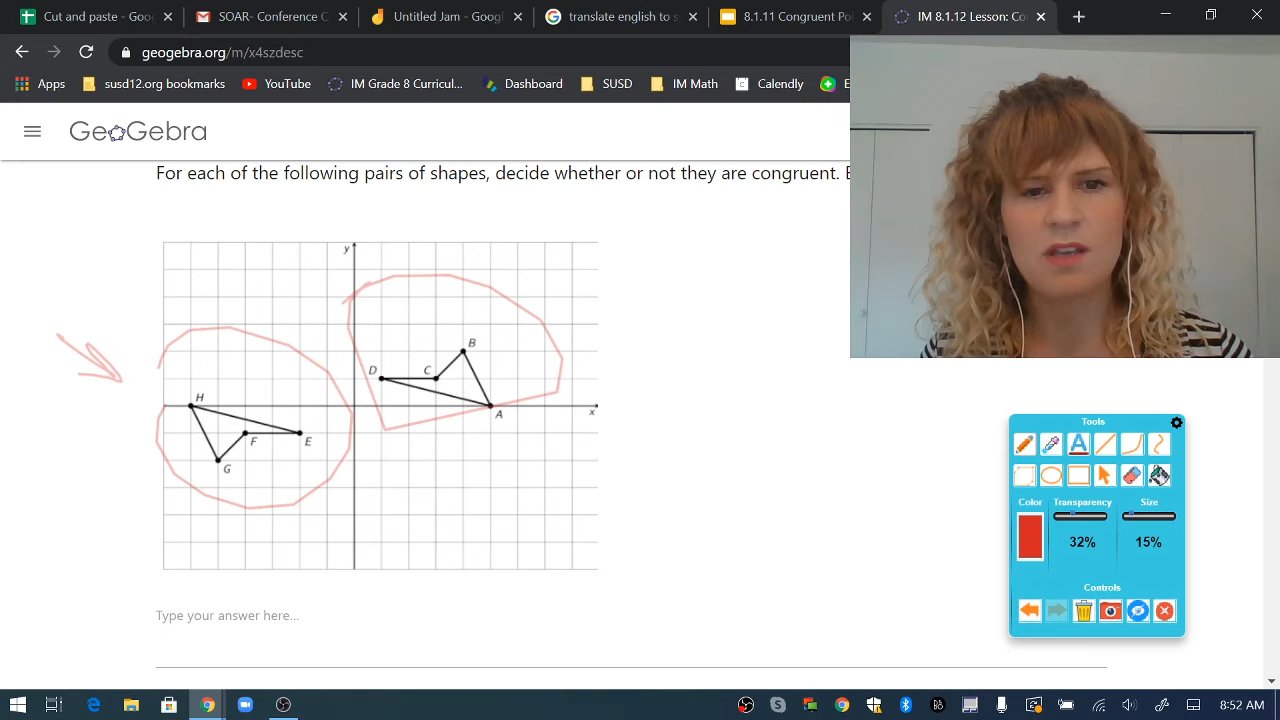 Cut and paste - Fr
SOAR- Conference C
Untitled Jam - Goog
translate english to s
8.1.11 Congruent Po
IM 8.1.12 Lesson: Co
geogebra.org/m/x4szdesc
Apps susd12.org bookmarks YouTube IM Grade 8 Curricul... Dashboard SUSD IM Math Calendly E
GeoGebra
For each of the following pairs of shapes, decide whether or not they are congruent. E
y
B
D C
H
A x
F E
G
Tools
A
Color Transparency Size
32% 15%
Controls
Type your answer here...
8:52 AM